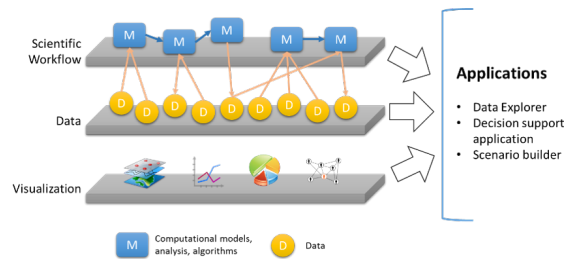 Scientific
Workflow
M
M
M
M
M
Applications
• Data Explorer
• Decision support
application
• Scenario builder
Data
D
D
D
D
D
D
D
D
D
Visualization
M
Computational models,
analysis, algorithms
D
Data